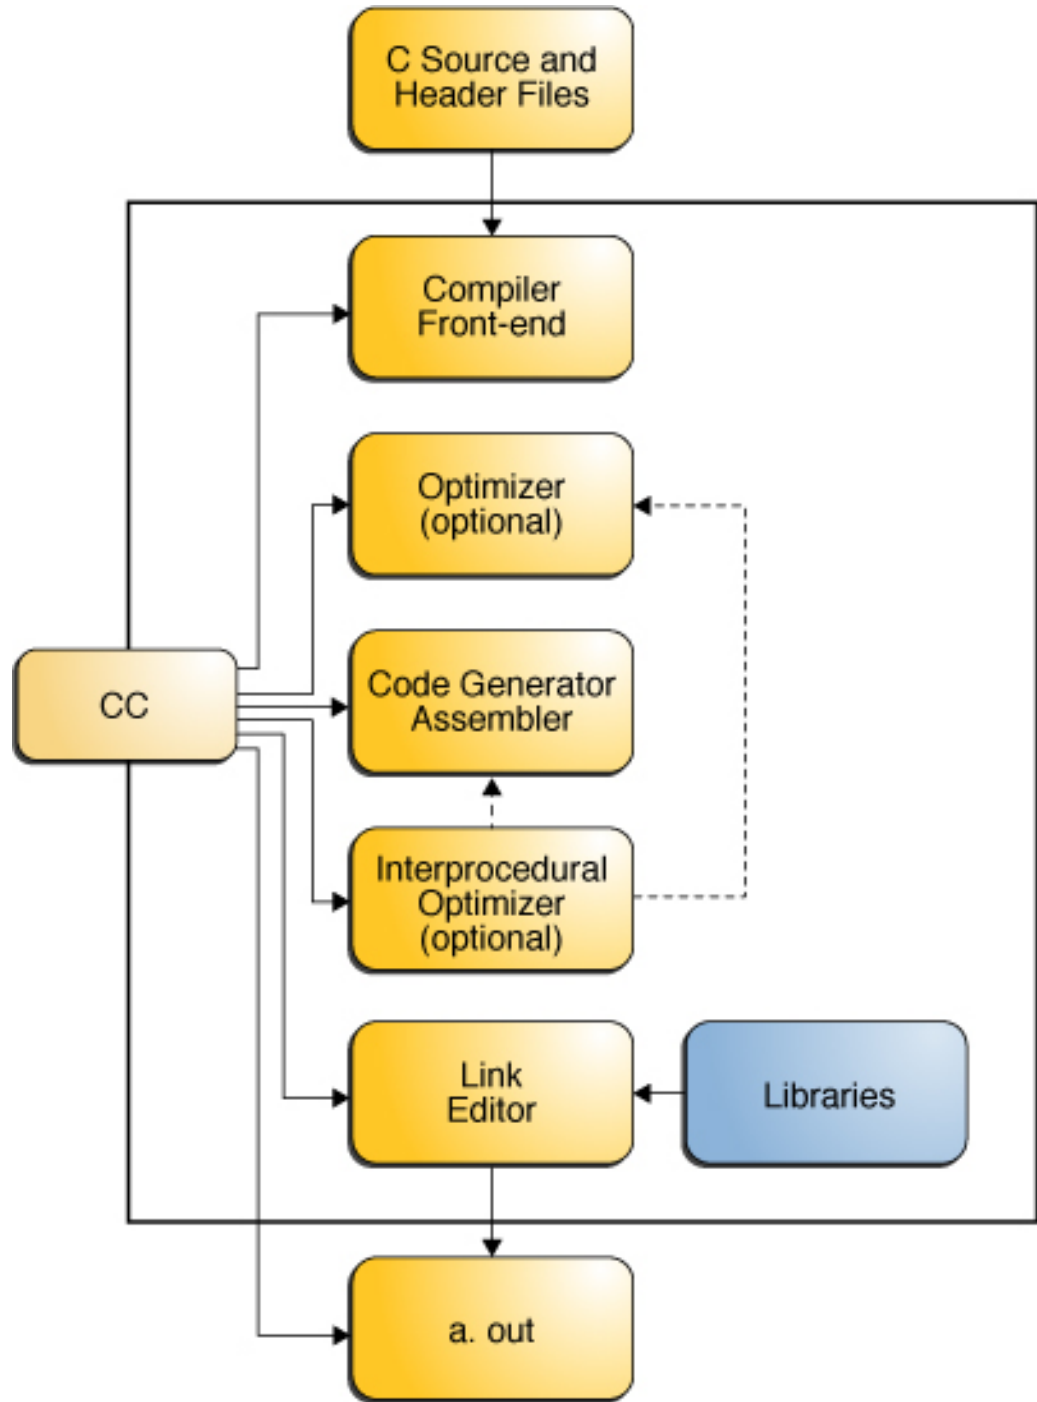 C Source and
Header Files
Compiler
Front-end
Optimizer
(optional)
CC
Code Generator
Assembler
Interprocedural
Optimizer
(optional)
Link
Editor
Libraries
a. out